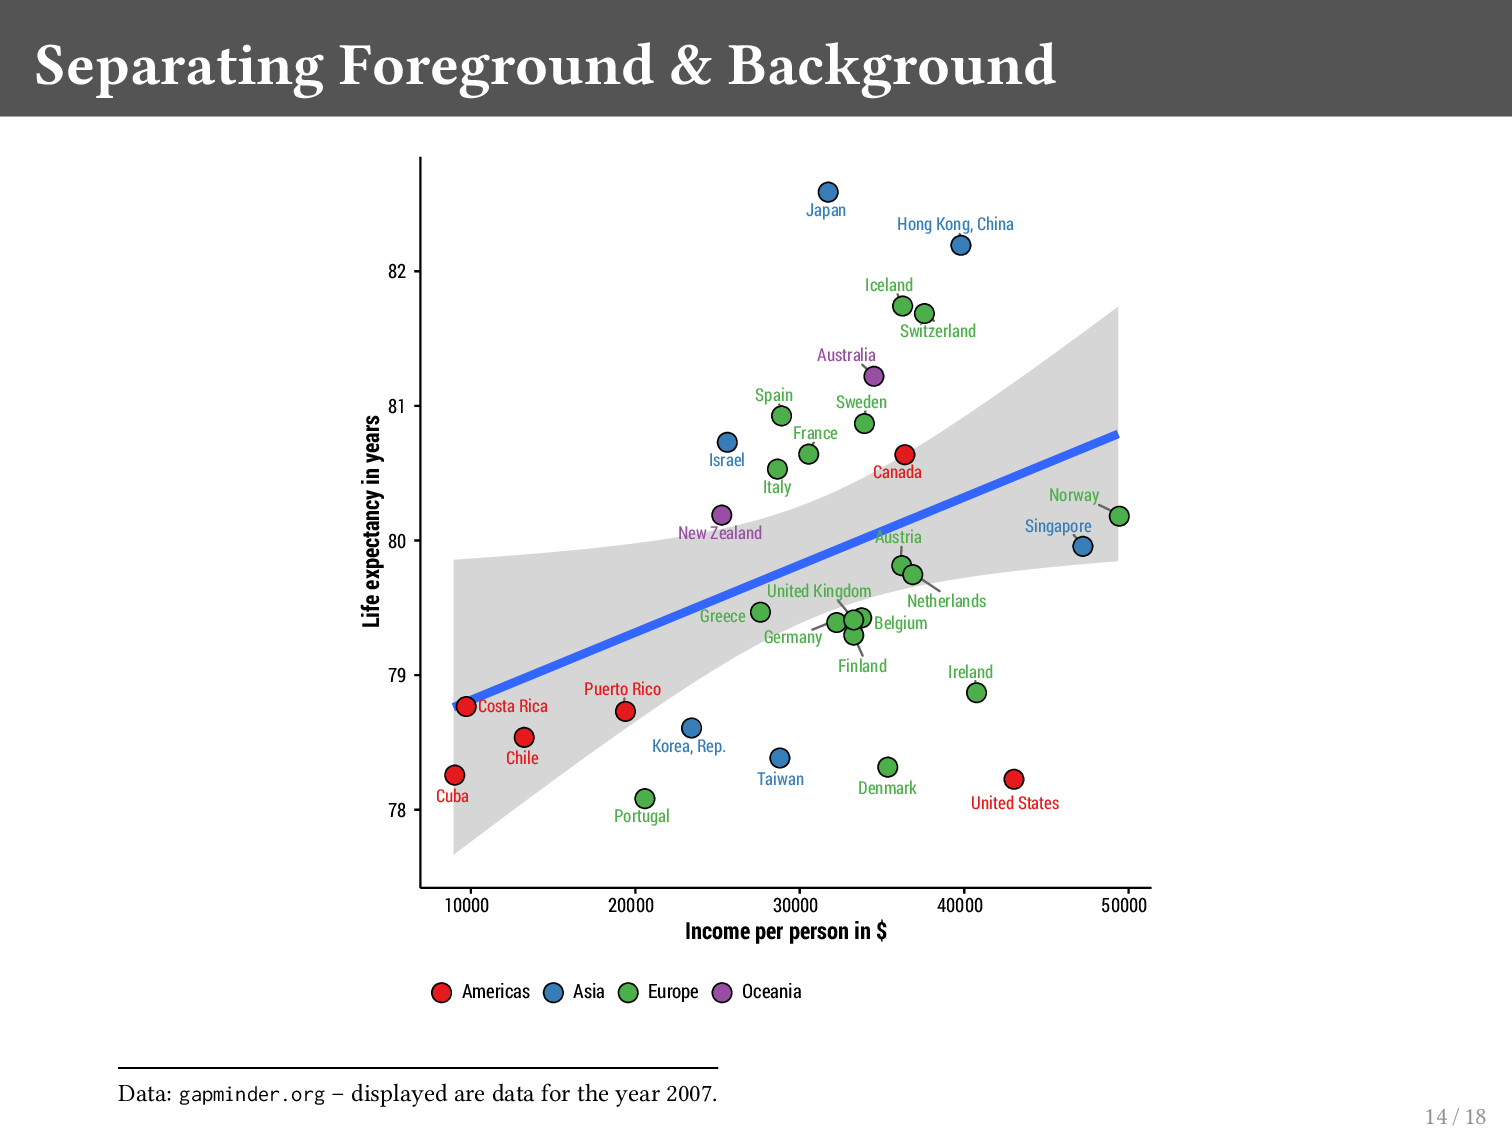 Separating Foreground & Background
Japan
Hong Kong, China
82
Iceland
Switzerland
Australia
Spain
Sweden
81
France
Israel
Canada
Italy
Norway
New Zealand
Singapore
80
Austria
United Kingdom
Netherlands
Greece
Belgium
Germany
Finland
79
Ireland
Puerto Rico
Costa Rica
Korea, Rep.
Chile
Taiwan
Denmark
Cuba
United States
78
Portugal
Life expectancy in years
10000 20000 30000 40000 50000
Income per person in $
Americas Asia Europe Oceania
Data: gapminder.org – displayed are data for the year 2007.
14 / 18